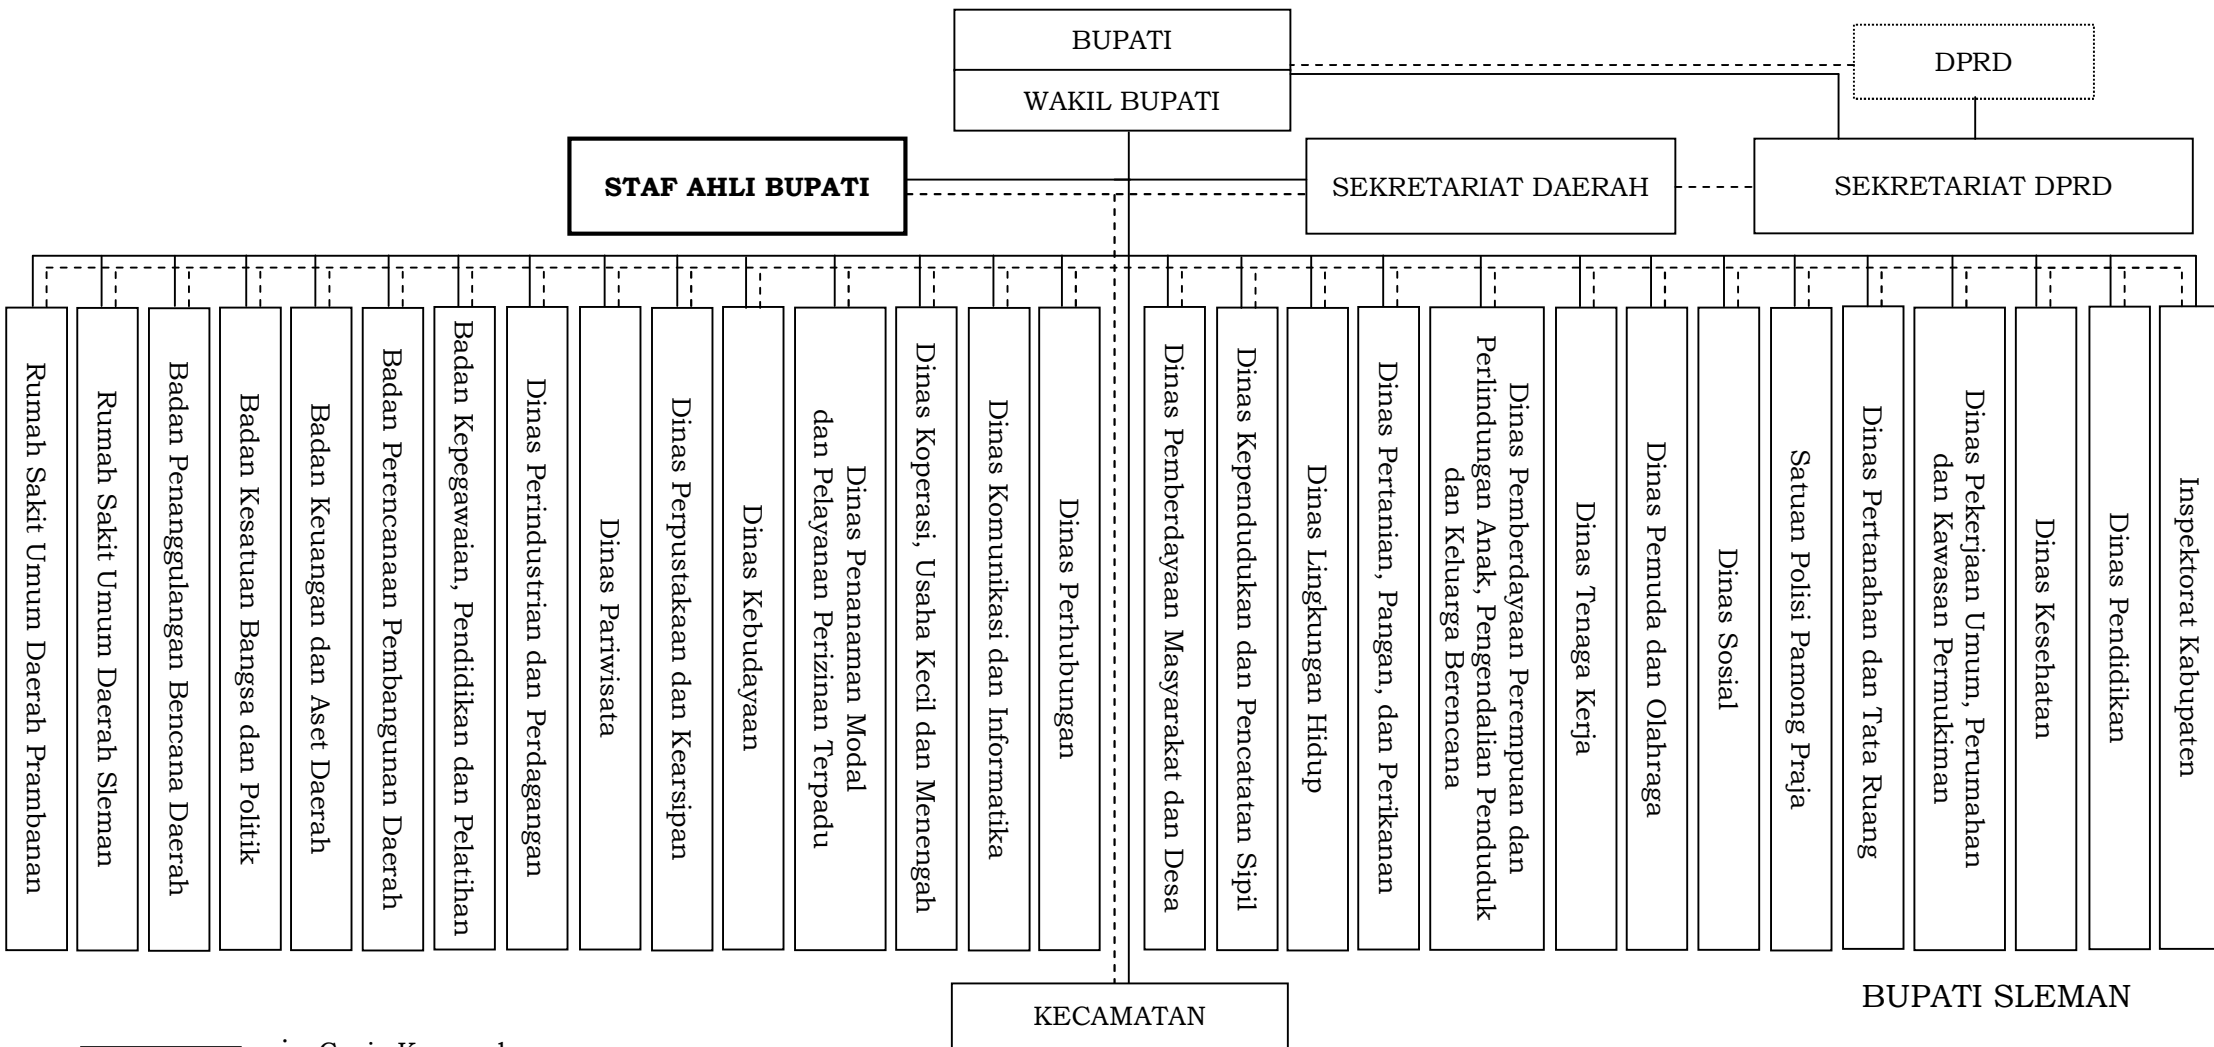 BUPATI
WAKIL BUPATI
DPRD
STAF AHLI BUPATI
SEKRETARIAT DAERAH
SEKRETARIAT DPRD
Rumah Sakit Umum Daerah Prambanan
Rumah Sakit Umum Daerah Sleman
Badan Penanggulangan Bencana Daerah
Badan Kesatuan Bangsa dan Politik
Badan Keuangan dan Aset Daerah
Badan Perencanaan Pembangunan Daerah
Badan Kepegawaian, Pendidikan dan Pelatihan
Dinas Perindustrian dan Perdagangan
Dinas Pariwisata
Dinas Perpustakaan dan Kearsipan
Dinas Kebudayaan
Dinas Penanaman Modal
dan Pelayanan Perizinan Terpadu
Dinas Koperasi, Usaha Kecil dan Menengah
Dinas Komunikasi dan Informatika
Dinas Perhubungan
Dinas Pemberdayaan Masyarakat dan Desa
Dinas Kependudukan dan Pencatatan Sipil
Dinas Lingkungan Hidup
Dinas Pertanian, Pangan, dan Perikanan
Dinas Pemberdayaan Perempuan dan
Perlindungan Anak, Pengendalian Penduduk
dan Keluarga Berencana
Dinas Tenaga Kerja
Dinas Pemuda dan Olahraga
Dinas Sosial
Satuan Polisi Pamong Praja
Dinas Pertanahan dan Tata Ruang
Dinas Pekerjaan Umum, Perumahan
dan Kawasan Permukiman
Dinas Kesehatan
Dinas Pendidikan
Inspektorat Kabupaten
KECAMATAN
BUPATI SLEMAN